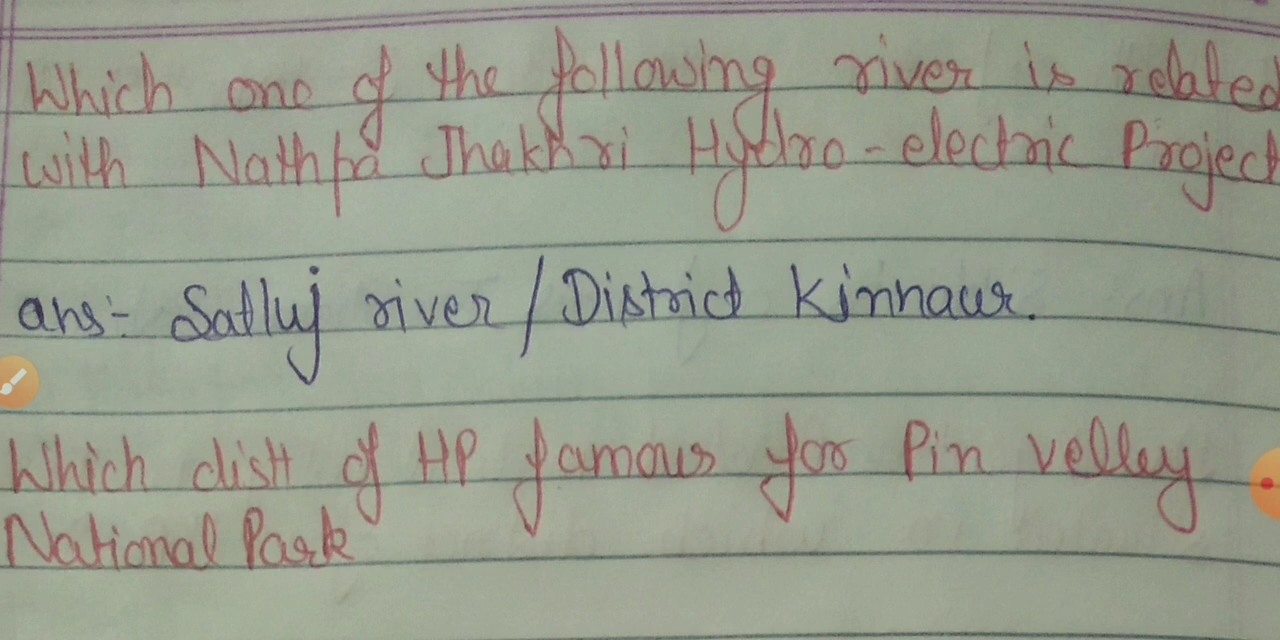 Which one of the following river is related
with Nathpa Jhakhri Hydro-electric Project
ans:- Satluj river / District Kinnaur.
Which distt of HP famous for Pin velley
National Park